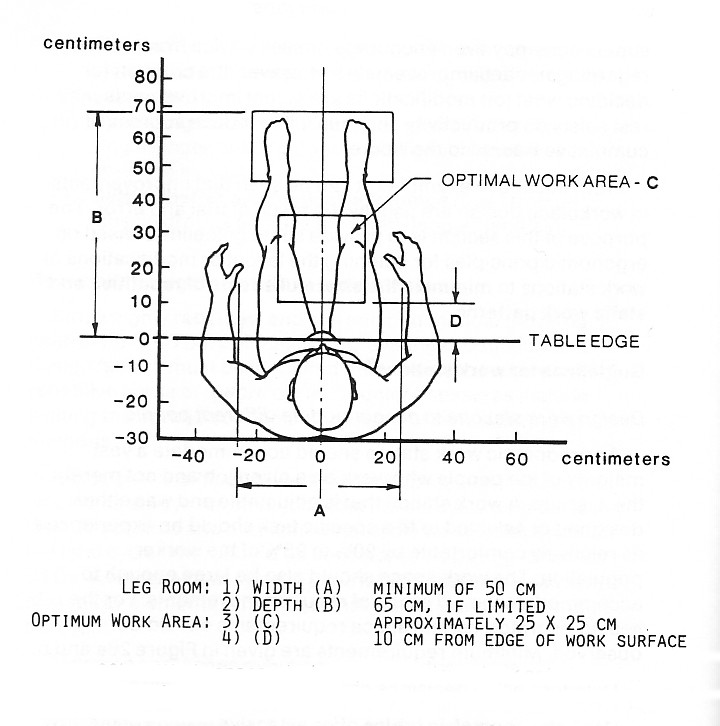 centimeters
80
70
60
50
40
30
20
10
0
-10
-20
-30
B
OPTIMAL WORK AREA - C
D
TABLE EDGE
-40
-20
0
20
40
60
centimeters
A
LEG ROOM: 1) WIDTH (A) MINIMUM OF 50 CM
2) DEPTH (B) 65 CM, IF LIMITED
OPTIMUM WORK AREA: 3) (C) APPROXIMATELY 25 X 25 CM
4) (D) 10 CM FROM EDGE OF WORK SURFACE